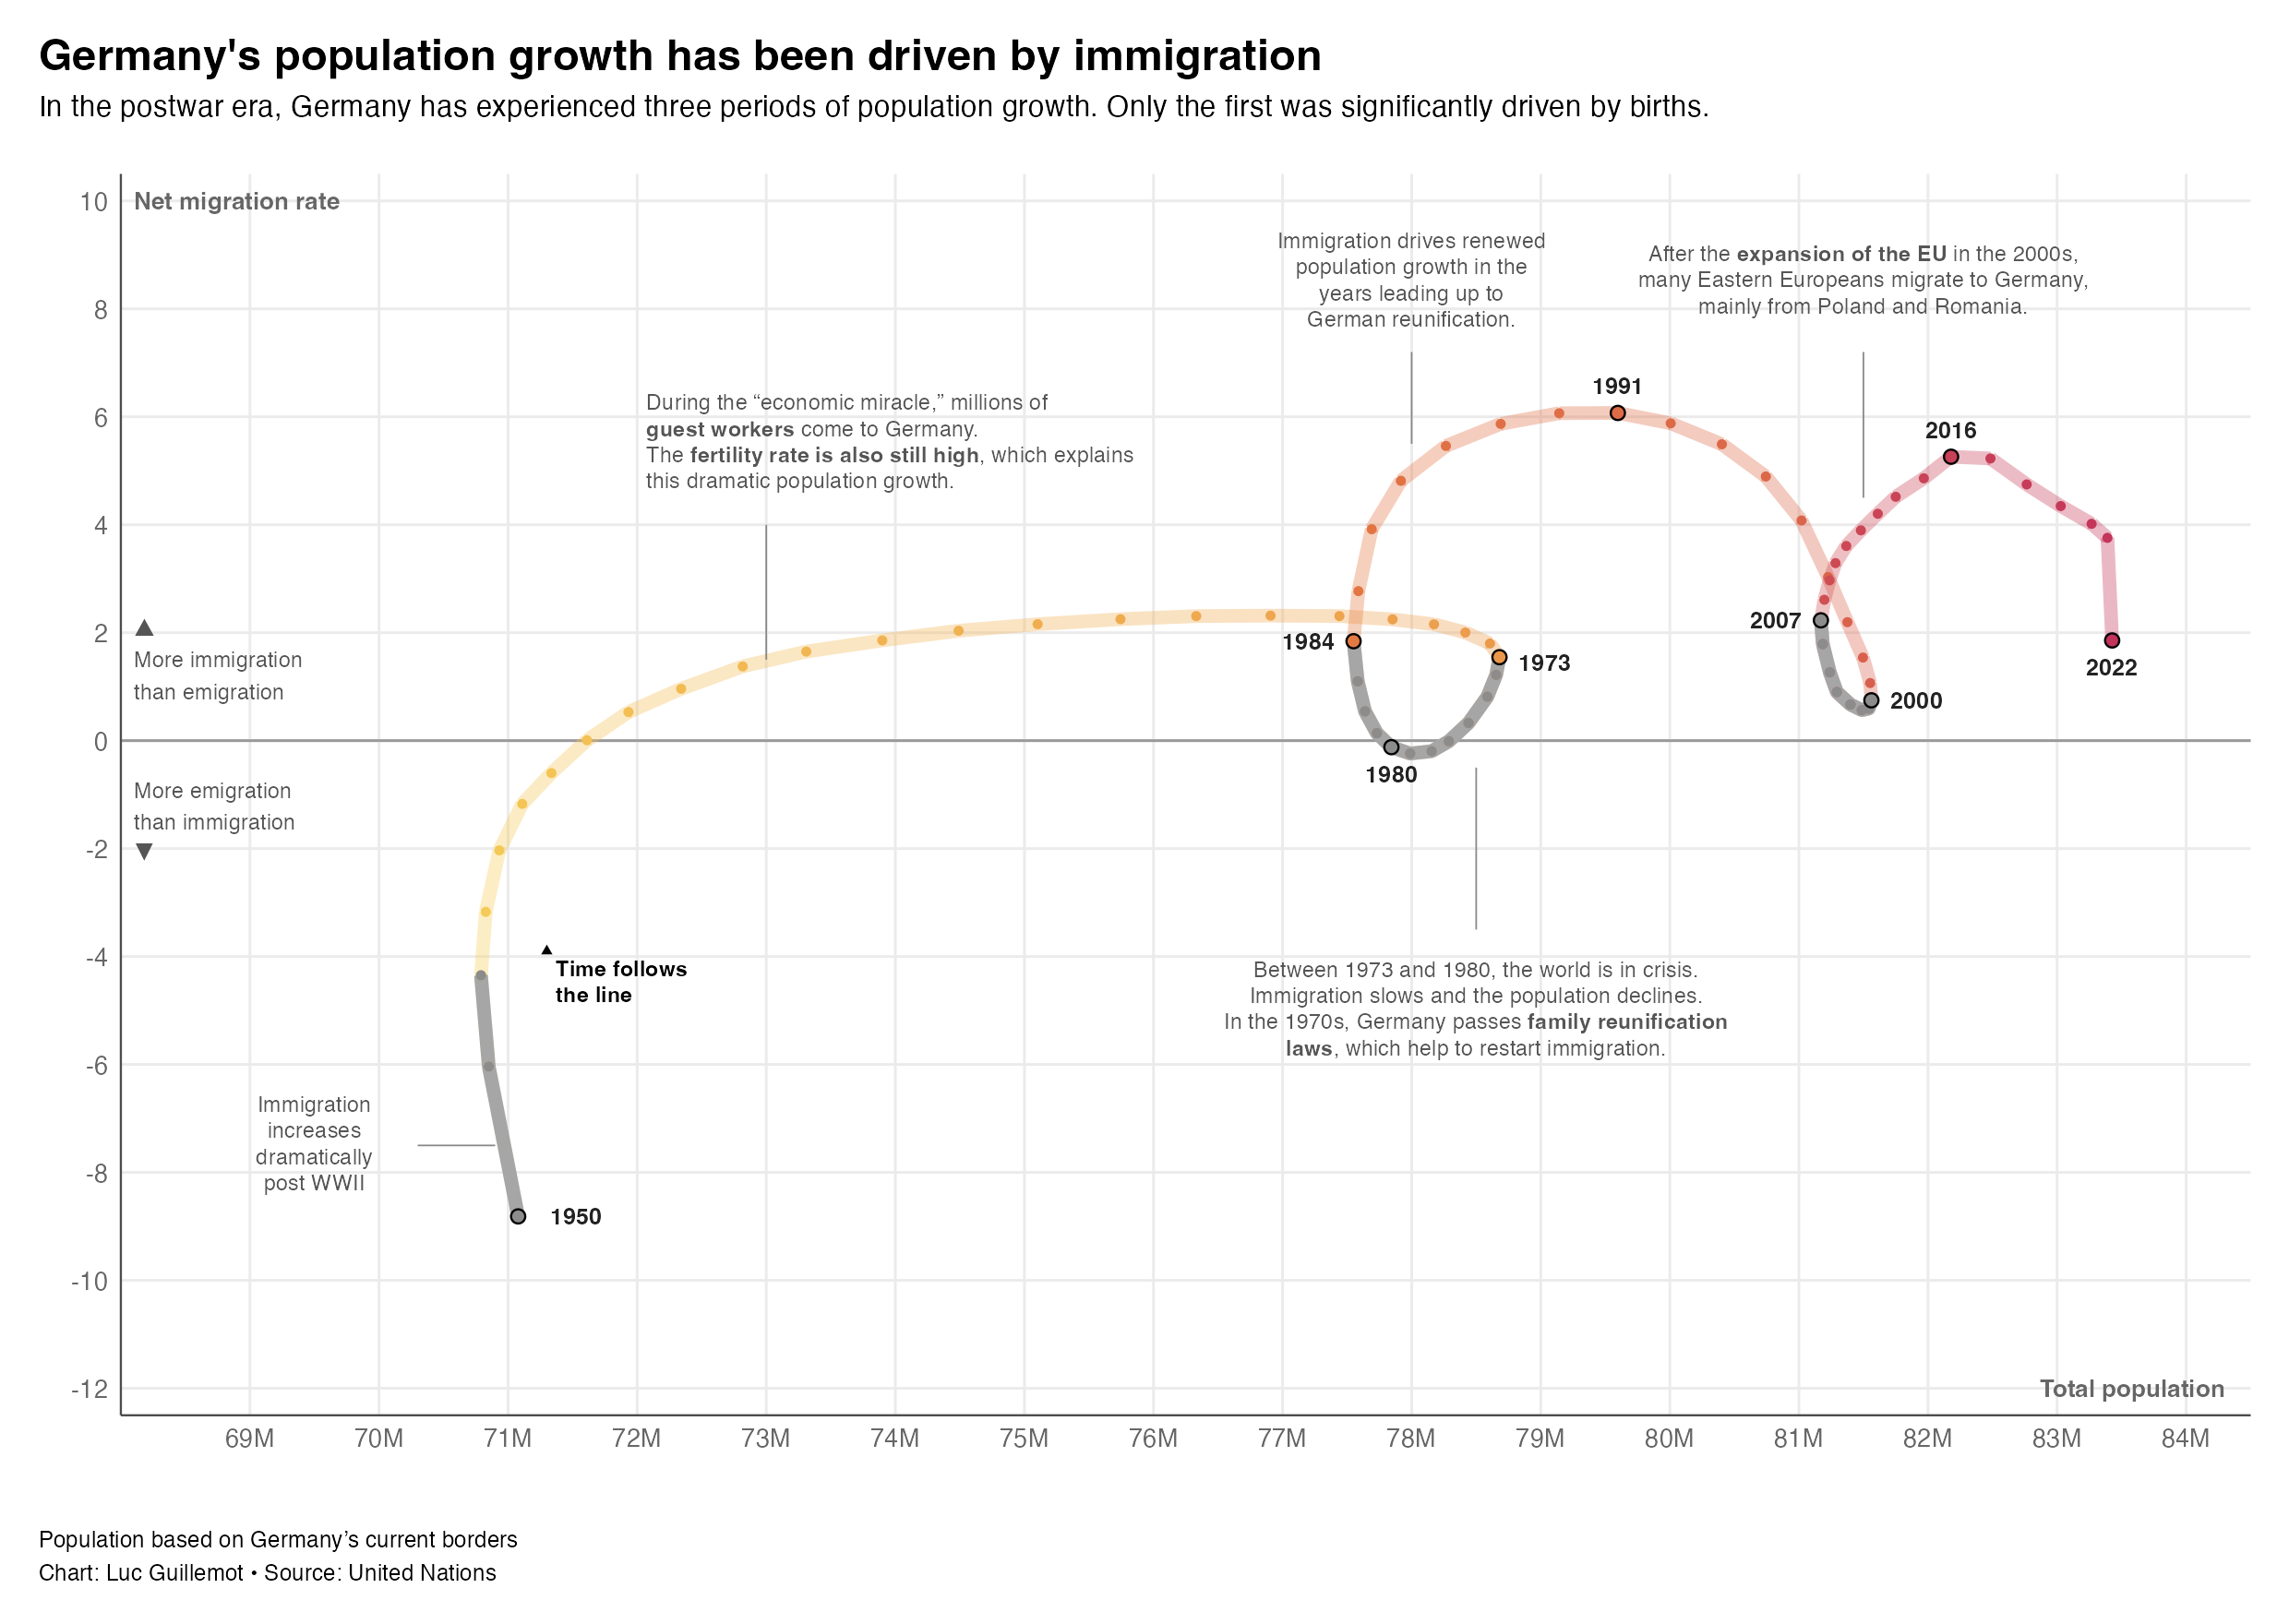 Germany's population growth has been driven by immigration
In the postwar era, Germany has experienced three periods of population growth. Only the first was significantly driven by births.
10
Net migration rate
8
6
4
2
0
-2
-4
-6
-8
-10
-12
Immigration drives renewed
population growth in the
years leading up to
German reunification.
After the expansion of the EU in the 2000s,
many Eastern Europeans migrate to Germany,
mainly from Poland and Romania.
During the “economic miracle,” millions of
guest workers come to Germany.
The fertility rate is also still high, which explains
this dramatic population growth.
1991
2016
2007
1984
1973
2022
2000
1980
▲
More immigration
than emigration
More emigration
than immigration
▼
▲
Time follows
the line
Between 1973 and 1980, the world is in crisis.
Immigration slows and the population declines.
In the 1970s, Germany passes family reunification
laws, which help to restart immigration.
Immigration
increases
dramatically
post WWII
1950
Total population
69M 70M 71M 72M 73M 74M 75M 76M 77M 78M 79M 80M 81M 82M 83M 84M
Population based on Germany’s current borders
Chart: Luc Guillemot • Source: United Nations